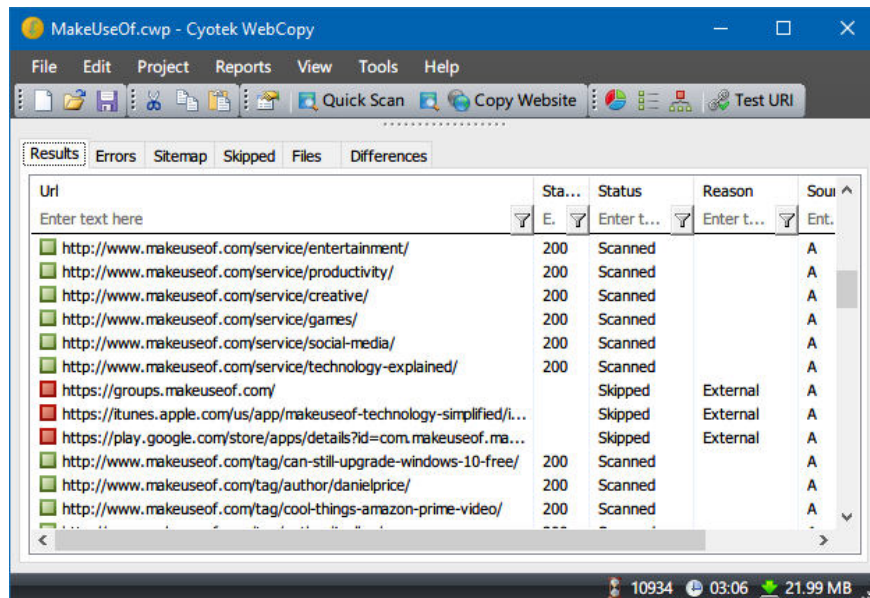 MakeUseOf.cwp - Cyotek WebCopy
File Edit Project Reports View Tools Help
Quick Scan Copy Website Test URI
Results Errors Sitemap Skipped Files Differences
Url Sta... Status Reason Sour
Enter text here E. Enter t... Enter t... Ent.
http://www.makeuseof.com/service/entertainment/ 200 Scanned A
http://www.makeuseof.com/service/productivity/ 200 Scanned A
http://www.makeuseof.com/service/creative/ 200 Scanned A
http://www.makeuseof.com/service/games/ 200 Scanned A
http://www.makeuseof.com/service/social-media/ 200 Scanned A
http://www.makeuseof.com/service/technology-explained/ 200 Scanned A
https://groups.makeuseof.com/ Skipped External A
https://itunes.apple.com/us/app/makeuseof-technology-simplified/i... Skipped External A
https://play.google.com/store/apps/details?id=com.makeuseof.ma... Skipped External A
http://www.makeuseof.com/tag/can-still-upgrade-windows-10-free/ 200 Scanned A
http://www.makeuseof.com/tag/author/danielprice/ 200 Scanned A
http://www.makeuseof.com/tag/cool-things-amazon-prime-video/ 200 Scanned A
10934 03:06 21.99 MB